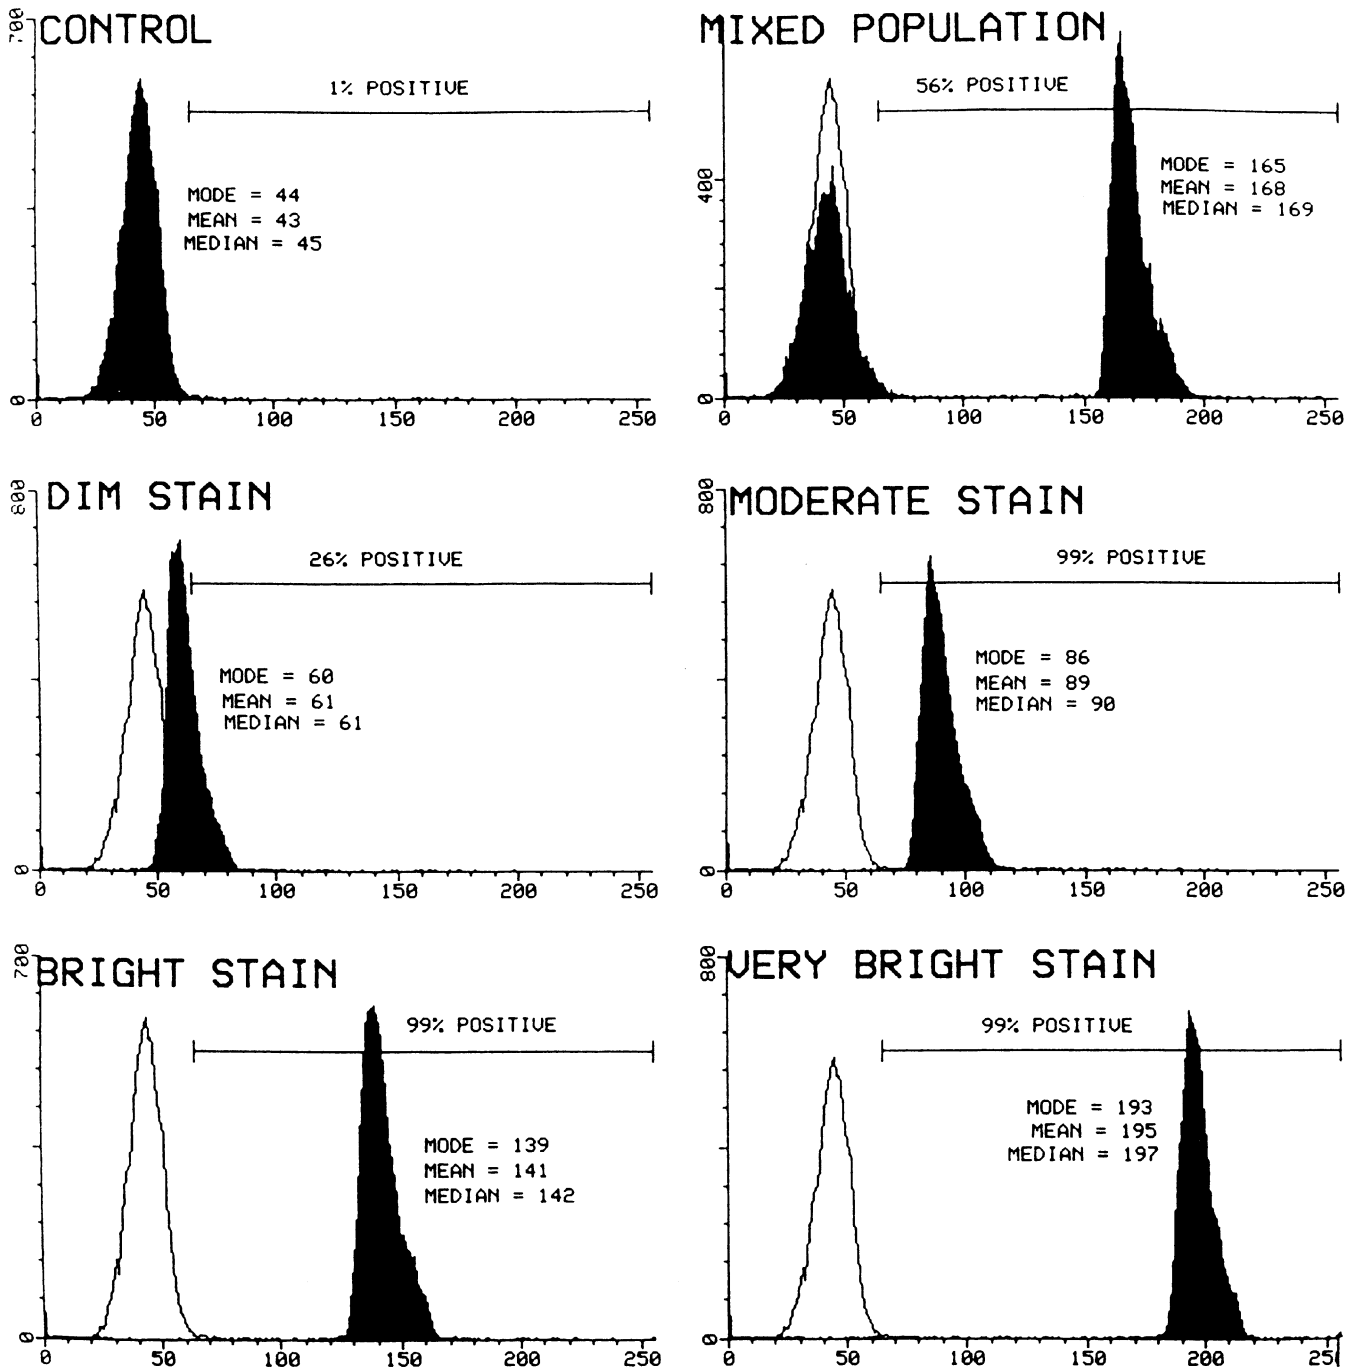 CONTROL
700
1% POSITIVE
MODE = 44
MEAN = 43
MEDIAN = 45
0
0 50 100 150 200 250
MIXED POPULATION
56% POSITIVE
400
MODE = 165
MEAN = 168
MEDIAN = 169
0
0 50 100 150 200 250
DIM STAIN
800
26% POSITIVE
MODE = 60
MEAN = 61
MEDIAN = 61
0
0 50 100 150 200 250
MODERATE STAIN
800
99% POSITIVE
MODE = 86
MEAN = 89
MEDIAN = 90
0
0 50 100 150 200 250
BRIGHT STAIN
700
99% POSITIVE
MODE = 139
MEAN = 141
MEDIAN = 142
0
0 50 100 150 200 250
VERY BRIGHT STAIN
800
99% POSITIVE
MODE = 193
MEAN = 195
MEDIAN = 197
0
0 50 100 150 200